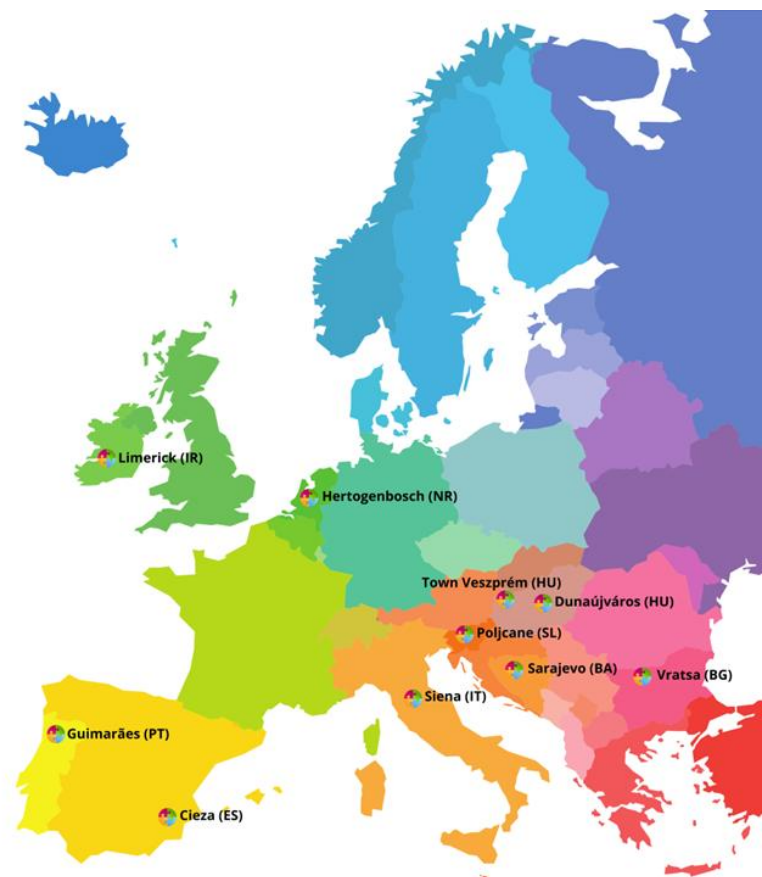 Limerick (IR)
Hertogenbosch (NR)
Town Veszprém (HU)
Dunaújváros (HU)
Poljcane (SL)
Sarajevo (BA)
Vratsa (BG)
Siena (IT)
Guimarães (PT)
Cieza (ES)